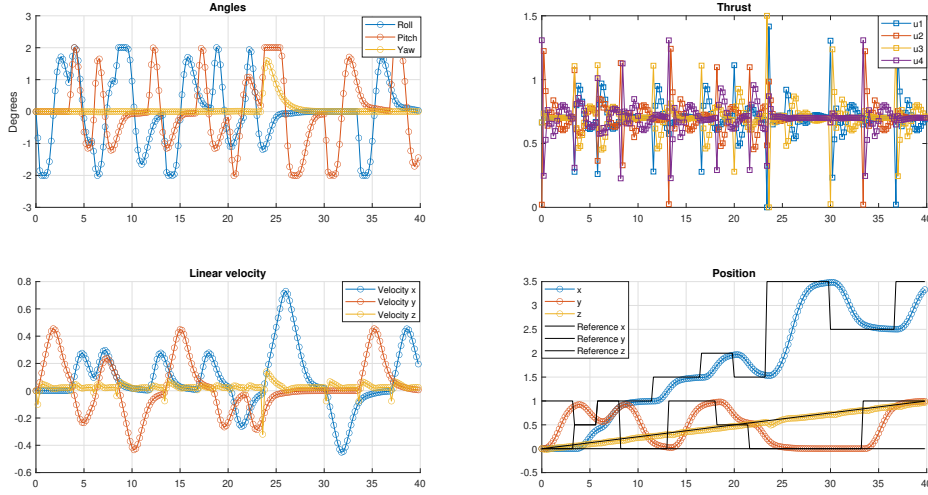 Angles
3
2
1
0
-1
-2
-3
Degrees
0 5 10 15 20 25 30 35 40
Roll
Pitch
Yaw
Thrust
1.5
1
0.5
0
0 5 10 15 20 25 30 35 40
u1
u2
u3
u4
Linear velocity
0.8
0.6
0.4
0.2
0
-0.2
-0.4
-0.6
0 5 10 15 20 25 30 35 40
Velocity x
Velocity y
Velocity z
Position
3.5
3
2.5
2
1.5
1
0.5
0
-0.5
0 5 10 15 20 25 30 35 40
x
y
z
Reference x
Reference y
Reference z